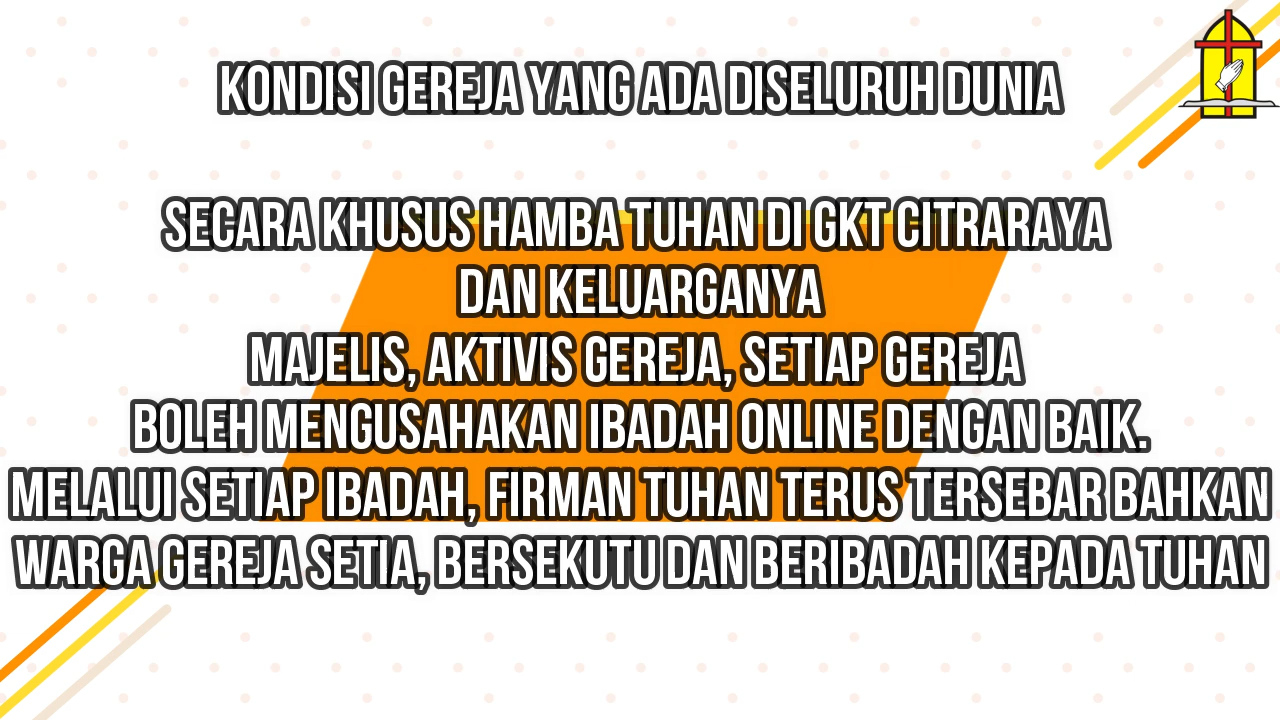 KONDISI GEREJA YANG ADA DISELURUH DUNIA
SECARA KHUSUS HAMBA TUHAN DI GKT CITRARAYA
DAN KELUARGANYA
MAJELIS, AKTIVIS GEREJA, SETIAP GEREJA
BOLEH MENGUSAHAKAN IBADAH ONLINE DENGAN BAIK.
MELALUI SETIAP IBADAH, FIRMAN TUHAN TERUS TERSEBAR BAHKAN
WARGA GEREJA SETIA, BERSEKUTU DAN BERIBADAH KEPADA TUHAN